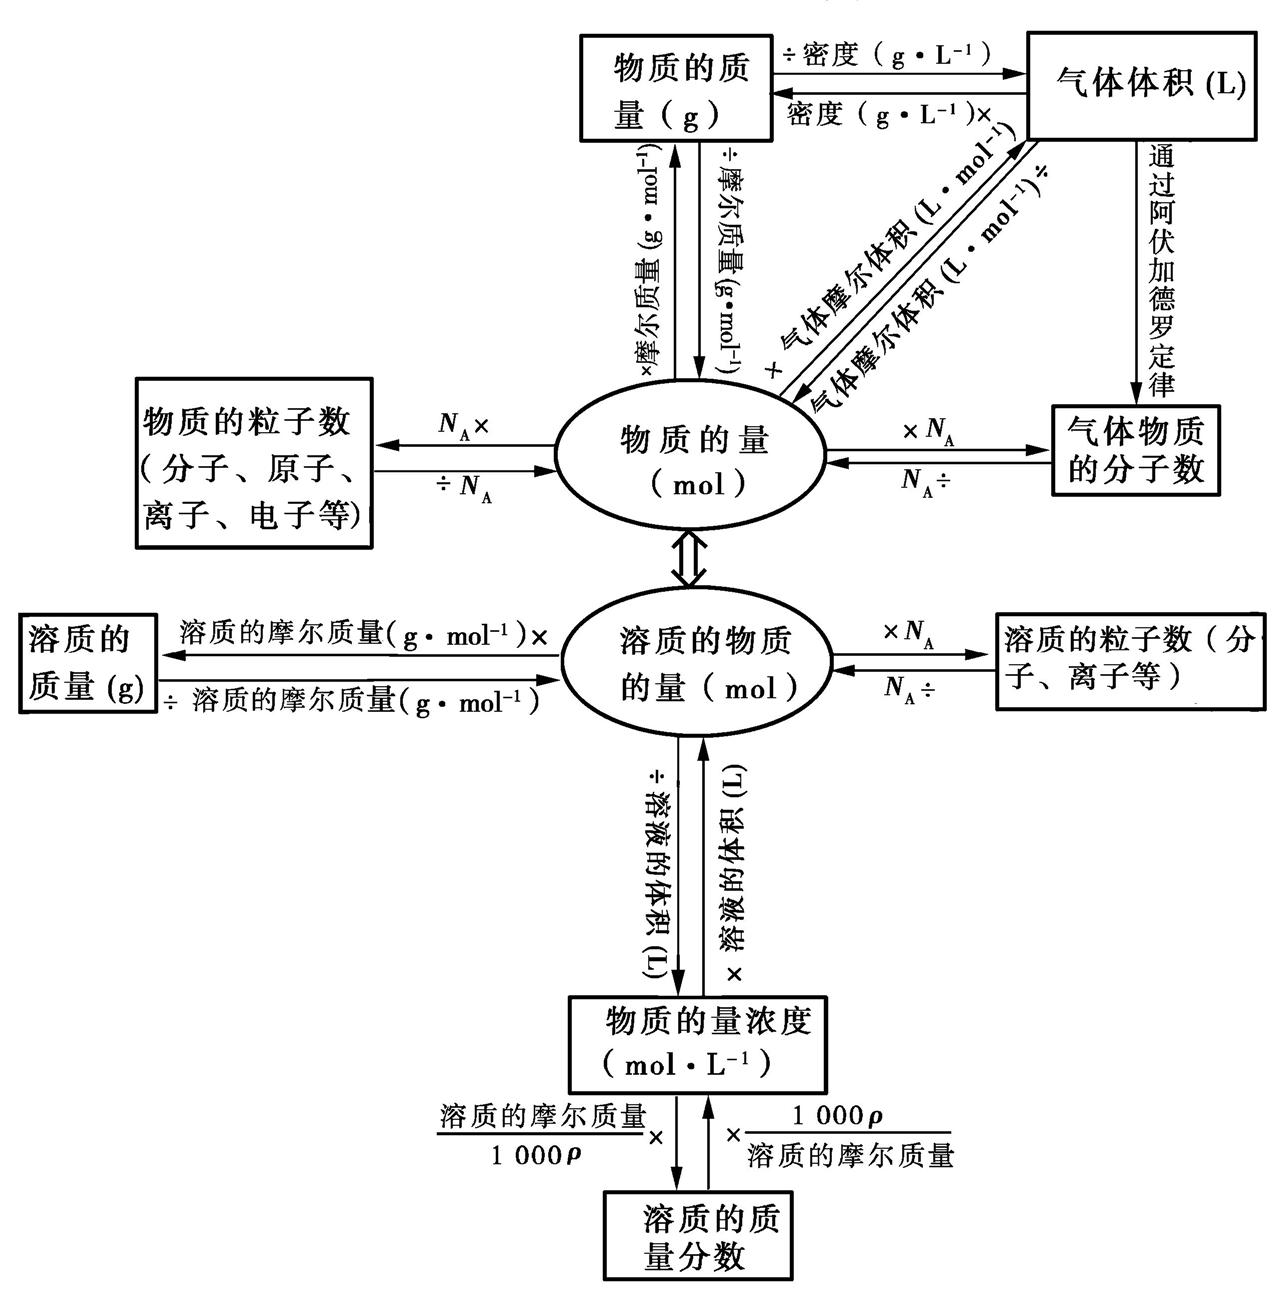 物质的质
量（g）
÷密度（g·L⁻¹）
密度（g·L⁻¹）×
气体体积(L)
×摩尔质量(g·mol⁻¹)
÷摩尔质量(g·mol⁻¹)
× 气体摩尔体积(L·mol⁻¹)
气体摩尔体积(L·mol⁻¹)÷
通过阿伏加德罗定律
物质的粒子数
（分子、原子、
离子、电子等)
N_A×
÷N_A
物质的量
（mol）
×N_A
N_A÷
气体物质
的分子数
溶质的
质量(g)
溶质的摩尔质量(g·mol⁻¹)×
÷ 溶质的摩尔质量(g·mol⁻¹)
溶质的物质
的量（mol）
×N_A
N_A÷
溶质的粒子数（分
子、离子等）
÷溶液的体积(L)
× 溶液的体积(L)
物质的量浓度
（mol·L⁻¹）
溶质的摩尔质量
1 000ρ
×
×
1 000ρ
溶质的摩尔质量
溶质的质
量分数